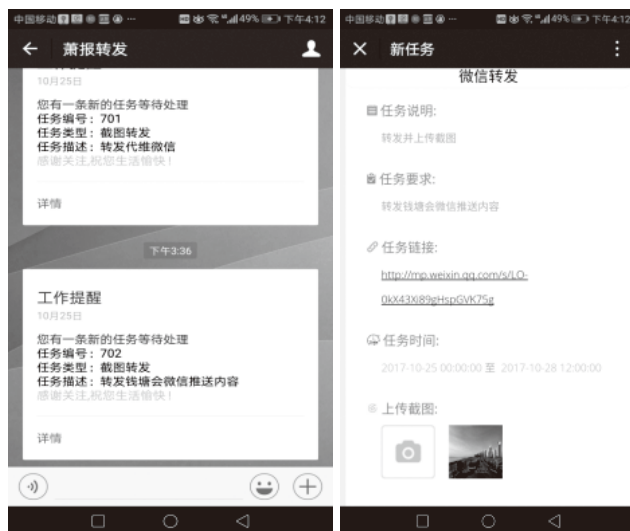 中国移动
49%
下午4:12
萧报转发
10月25日
您有一条新的任务等待处理
任务编号：701
任务类型：截图转发
任务描述：转发代维微信
感谢关注,祝您生活愉快！
详情
下午3:36
工作提醒
10月25日
您有一条新的任务等待处理
任务编号：702
任务类型：截图转发
任务描述：转发钱塘会微信推送内容
感谢关注,祝您生活愉快！
详情
中国移动
49%
下午4:12
新任务
微信转发
任务说明:
转发并上传截图
任务要求:
转发钱塘会微信推送内容
任务链接:
http://mp.weixin.qq.com/s/LO-
0kX43Xi89gHspGVK75g
任务时间:
2017-10-25 00:00:00 至 2017-10-28 12:00:00
上传截图: